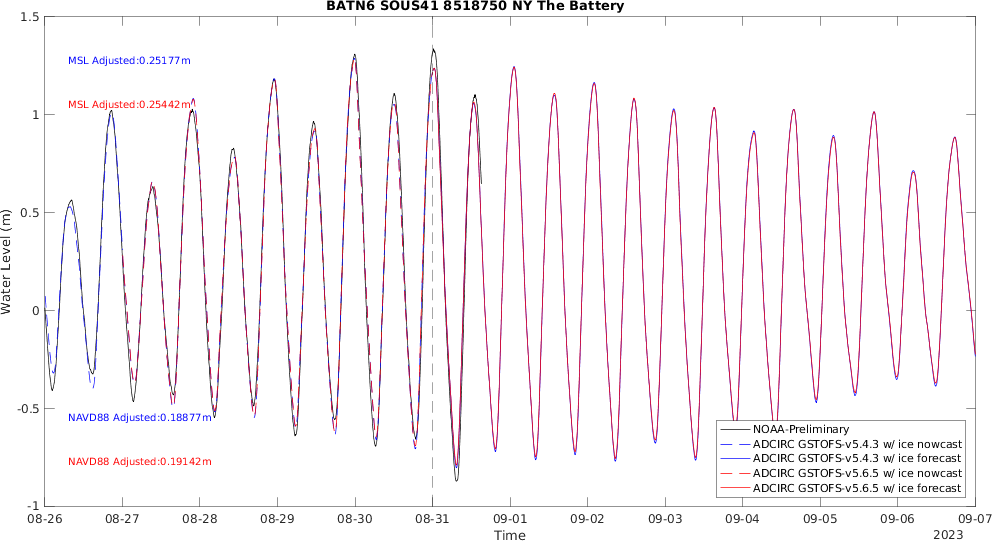 BATN6 SOUS41 8518750 NY The Battery
Water Level (m)
1.5
1
0.5
0
-0.5
-1
MSL Adjusted:0.25177m
MSL Adjusted:0.25442m
NAVD88 Adjusted:0.18877m
NAVD88 Adjusted:0.19142m
NOAA-Preliminary
ADCIRC GSTOFS-v5.4.3 w/ ice nowcast
ADCIRC GSTOFS-v5.4.3 w/ ice forecast
ADCIRC GSTOFS-v5.6.5 w/ ice nowcast
ADCIRC GSTOFS-v5.6.5 w/ ice forecast
08-26 08-27 08-28 08-29 08-30 08-31 09-01 09-02 09-03 09-04 09-05 09-06 09-07
Time
2023